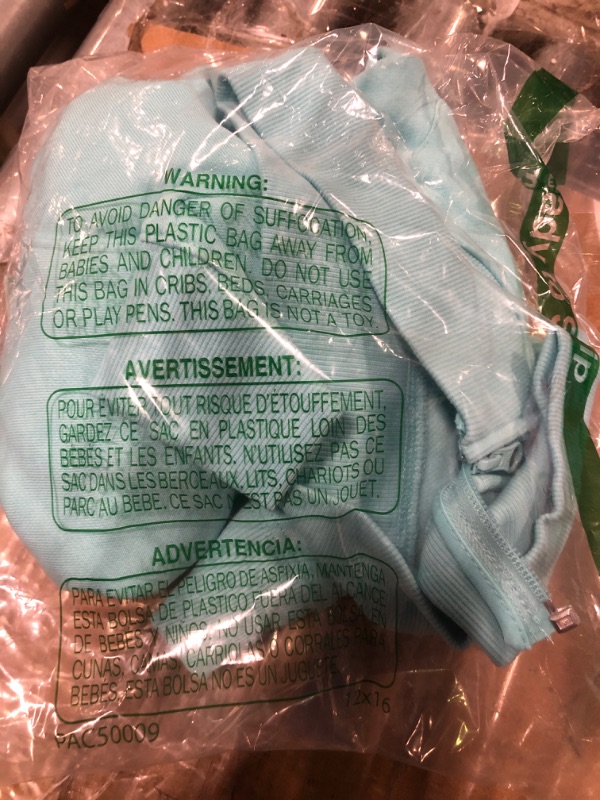 WARNING:
TO AVOID DANGER OF SUFFOCATION,
KEEP THIS PLASTIC BAG AWAY FROM
BABIES AND CHILDREN. DO NOT USE
THIS BAG IN CRIBS, BEDS, CARRIAGES
OR PLAY PENS. THIS BAG IS NOT A TOY.
AVERTISSEMENT:
POUR ÉVITER TOUT RISQUE D'ÉTOUFFEMENT,
GARDEZ CE SAC EN PLASTIQUE LOIN DES
BEBÉS ET LES ENFANTS. N'UTILISEZ PAS CE
SAC DANS LES BERCEAUX, LITS, CHARIOTS OU
PARC AU BEBE. CE SAC N'EST PAS UN JOUET.
ADVERTENCIA:
PARA EVITAR EL PELIGRO DE ASFIXIA, MANTENGA
ESTA BOLSA DE PLASTICO FUERA DEL ALCANCE
DE BEBES Y NIÑOS. NO USAR ESTA BOLSA EN
CUNAS, CAMAS, CARRIOLAS O CORRALES PARA
BEBES. ESTA BOLSA NO ES UN JUGUETE.
12x16
PAC50009